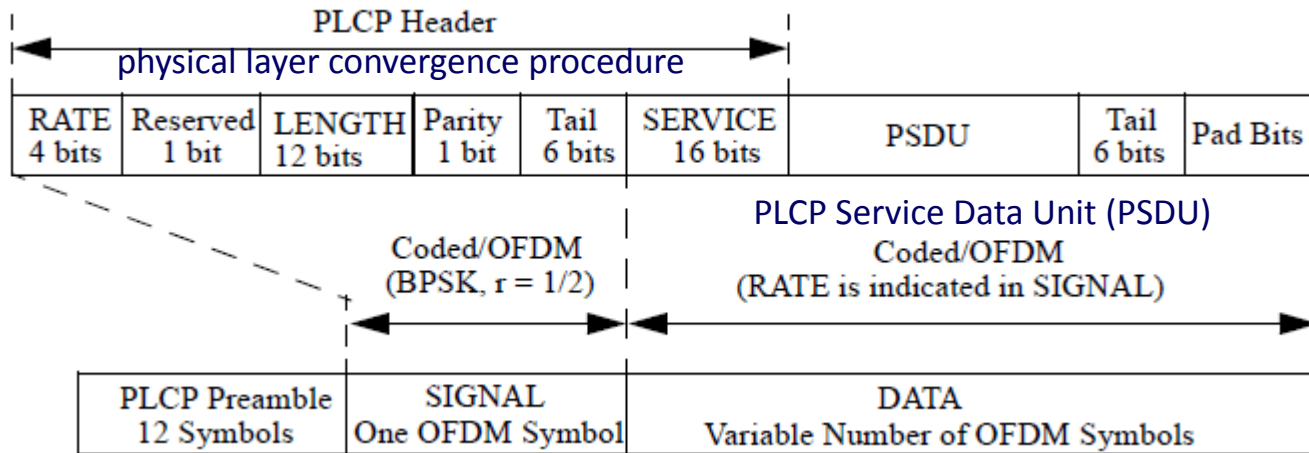 PLCP Header
physical layer convergence procedure
RATE Reserved LENGTH Parity Tail SERVICE PSDU Tail Pad Bits
4 bits 1 bit 12 bits 1 bit 6 bits 16 bits 6 bits
PLCP Service Data Unit (PSDU)
Coded/OFDM
(BPSK, r = 1/2)
Coded/OFDM
(RATE is indicated in SIGNAL)
PLCP Preamble SIGNAL DATA
12 Symbols One OFDM Symbol Variable Number of OFDM Symbols